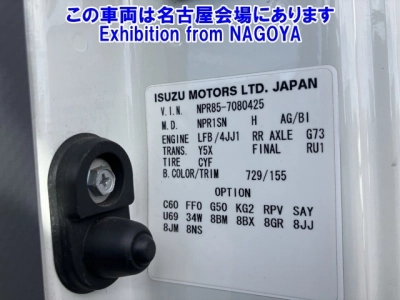 この車両は名古屋会場にあります
Exhibition from NAGOYA
ISUZU MOTORS LTD. JAPAN
V.I.N. NPR85-7080425
M.D. NPR1SN H AG/BI
ENGINE LFB/4JJ1 RR AXLE G73
TRANS. Y5X FINAL RU1
TIRE CYF
B.COLOR/TRIM 729/155
OPTION
C60 FF0 G50 KG2 RPV SAY
U69 34W 8BM 8BX 8GR 8JJ
8JM 8NS